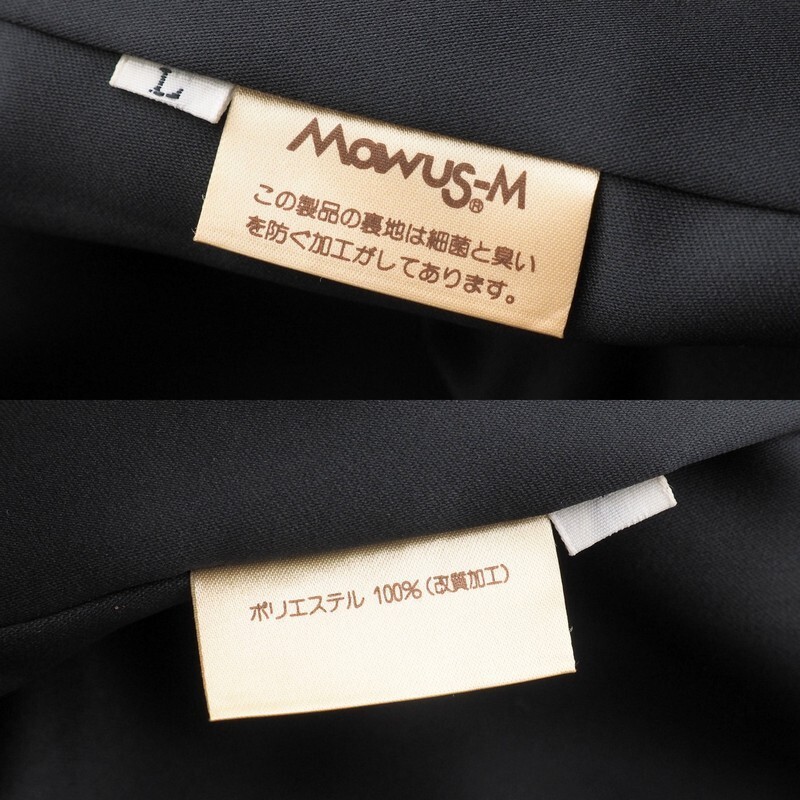 L
MawuS-M®
この製品の裏地は細菌と臭い
を防ぐ加工がしてあります。
ポリエステル 100%（改質加工）